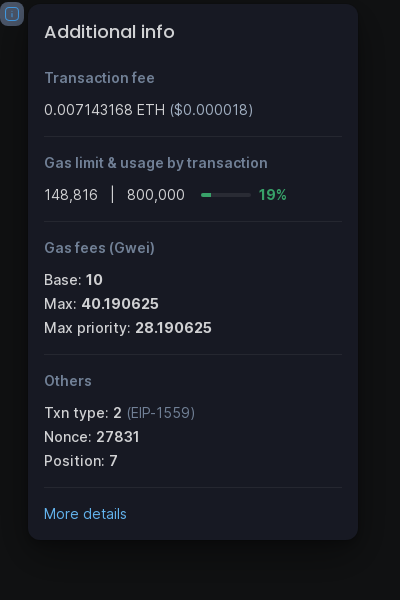 Additional info
Transaction fee
0.007143168 ETH ($0.000018)
Gas limit & usage by transaction
148,816 | 800,000 19%
Gas fees (Gwei)
Base: 10
Max: 40.190625
Max priority: 28.190625
Others
Txn type: 2 (EIP-1559)
Nonce: 27831
Position: 7
More details